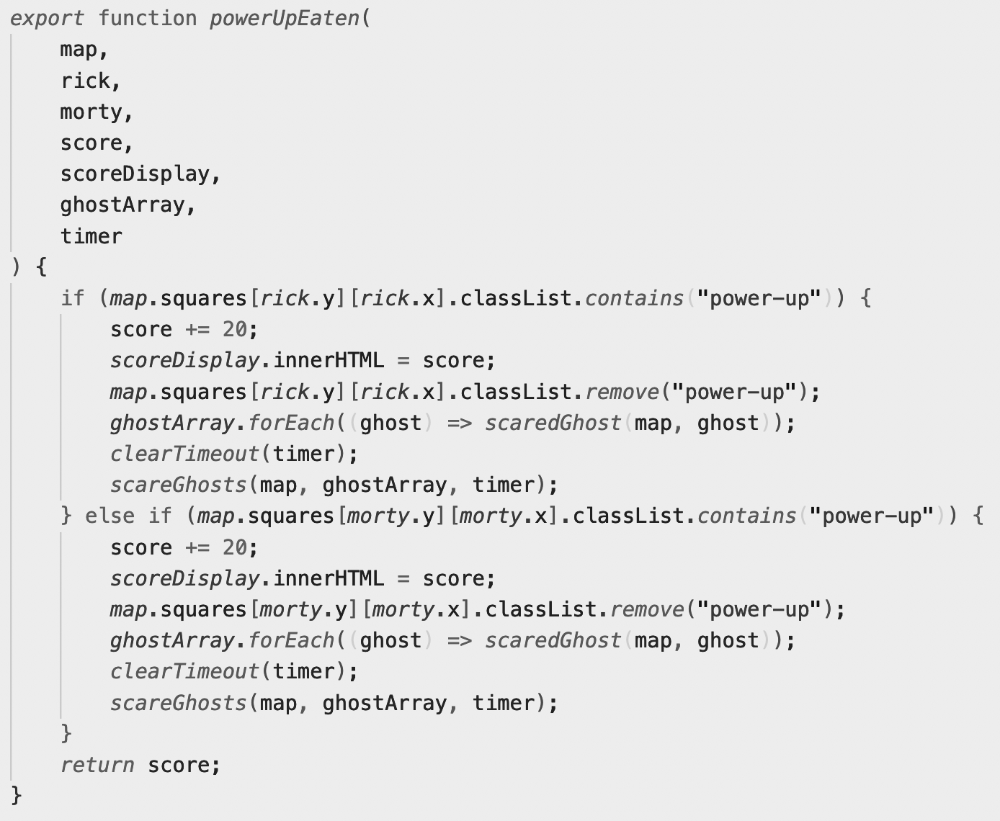 export function powerUpEaten(
    map,
    rick,
    morty,
    score,
    scoreDisplay,
    ghostArray,
    timer
) {
    if (map.squares[rick.y][rick.x].classList.contains("power-up")) {
        score += 20;
        scoreDisplay.innerHTML = score;
        map.squares[rick.y][rick.x].classList.remove("power-up");
        ghostArray.forEach((ghost) => scaredGhost(map, ghost));
        clearTimeout(timer);
        scareGhosts(map, ghostArray, timer);
    } else if (map.squares[morty.y][morty.x].classList.contains("power-up")) {
        score += 20;
        scoreDisplay.innerHTML = score;
        map.squares[morty.y][morty.x].classList.remove("power-up");
        ghostArray.forEach((ghost) => scaredGhost(map, ghost));
        clearTimeout(timer);
        scareGhosts(map, ghostArray, timer);
    }
    return score;
}